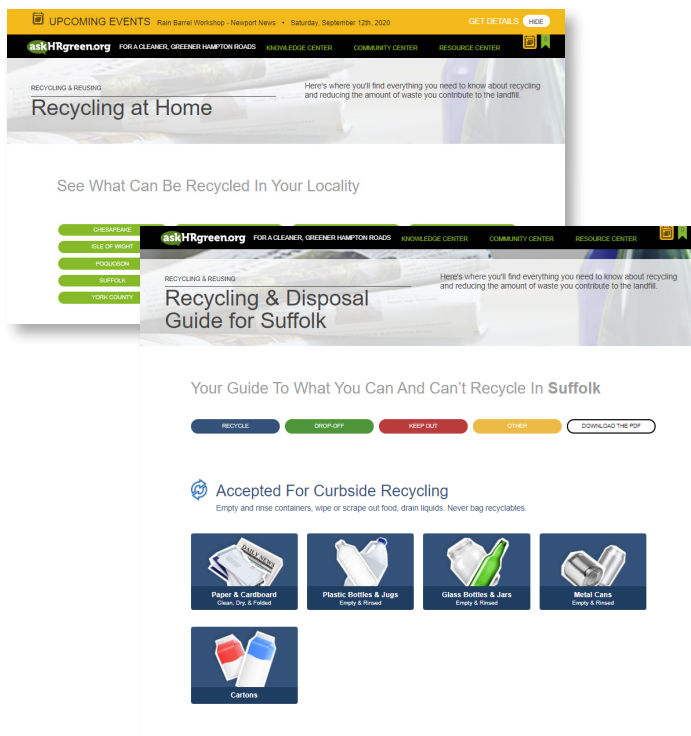 UPCOMING EVENTS Rain Barrel Workshop - Newport News • Saturday, September 12th, 2020 GET DETAILS HIDE
askHRgreen.org FOR A CLEANER, GREENER HAMPTON ROADS KNOWLEDGE CENTER COMMUNITY CENTER RESOURCE CENTER
RECYCLING & REUSING
Recycling at Home
Here's where you'll find everything you need to know about recycling
and reducing the amount of waste you contribute to the landfill.
See What Can Be Recycled In Your Locality
CHESAPEAKE
ISLE OF WIGHT
POQUOSON
SUFFOLK
YORK COUNTY
askHRgreen.org FOR A CLEANER, GREENER HAMPTON ROADS KNOWLEDGE CENTER COMMUNITY CENTER RESOURCE CENTER
RECYCLING & REUSING
Recycling & Disposal
Guide for Suffolk
Here's where you'll find everything you need to know about recycling
and reducing the amount of waste you contribute to the landfill.
Your Guide To What You Can And Can't Recycle In Suffolk
RECYCLE DROP-OFF KEEP OUT OTHER DOWNLOAD THE PDF
Accepted For Curbside Recycling
Empty and rinse containers, wipe or scrape out food, drain liquids. Never bag recyclables.
DAILY NEWS
Paper & Cardboard
Clean, Dry, & Folded
Plastic Bottles & Jugs
Empty & Rinsed
Glass Bottles & Jars
Empty & Rinsed
Metal Cans
Empty & Rinsed
Cartons